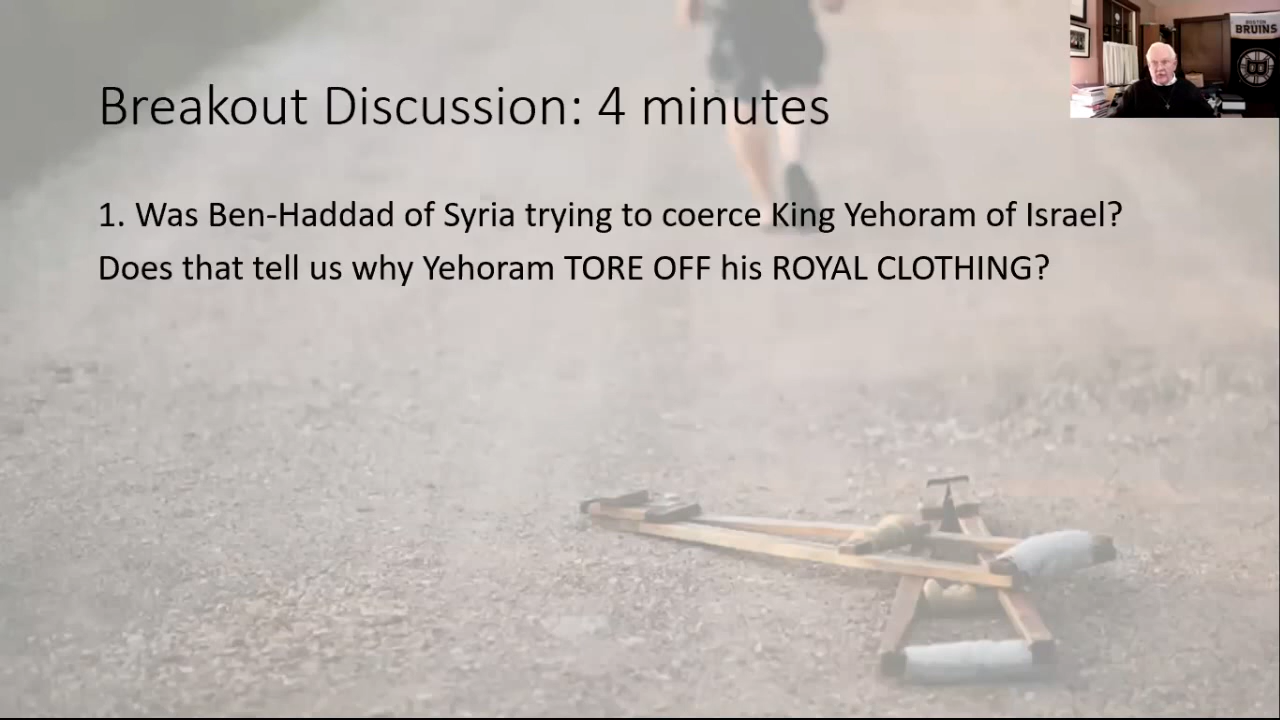 Breakout Discussion: 4 minutes
BOSTON
BRUINS
B
1. Was Ben-Haddad of Syria trying to coerce King Yehoram of Israel?
Does that tell us why Yehoram TORE OFF his ROYAL CLOTHING?